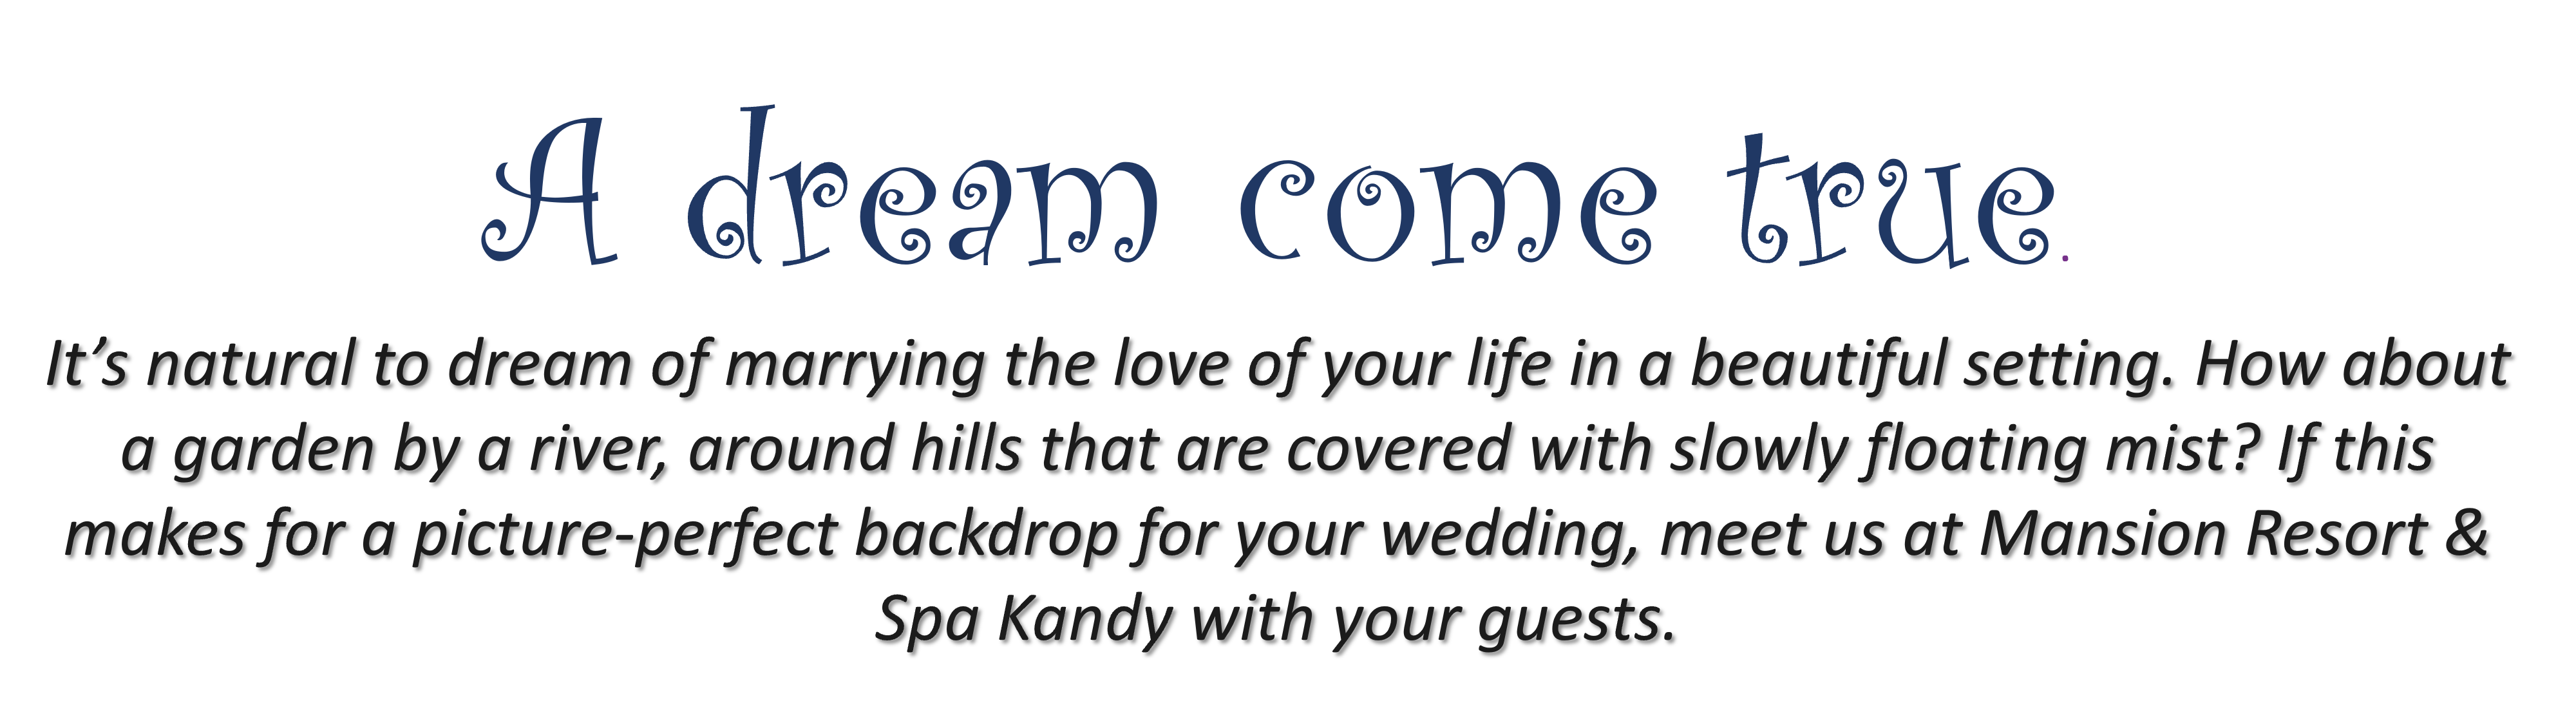 A dream come true.
It’s natural to dream of marrying the love of your life in a beautiful setting. How about
a garden by a river, around hills that are covered with slowly floating mist? If this
makes for a picture-perfect backdrop for your wedding, meet us at Mansion Resort &
Spa Kandy with your guests.